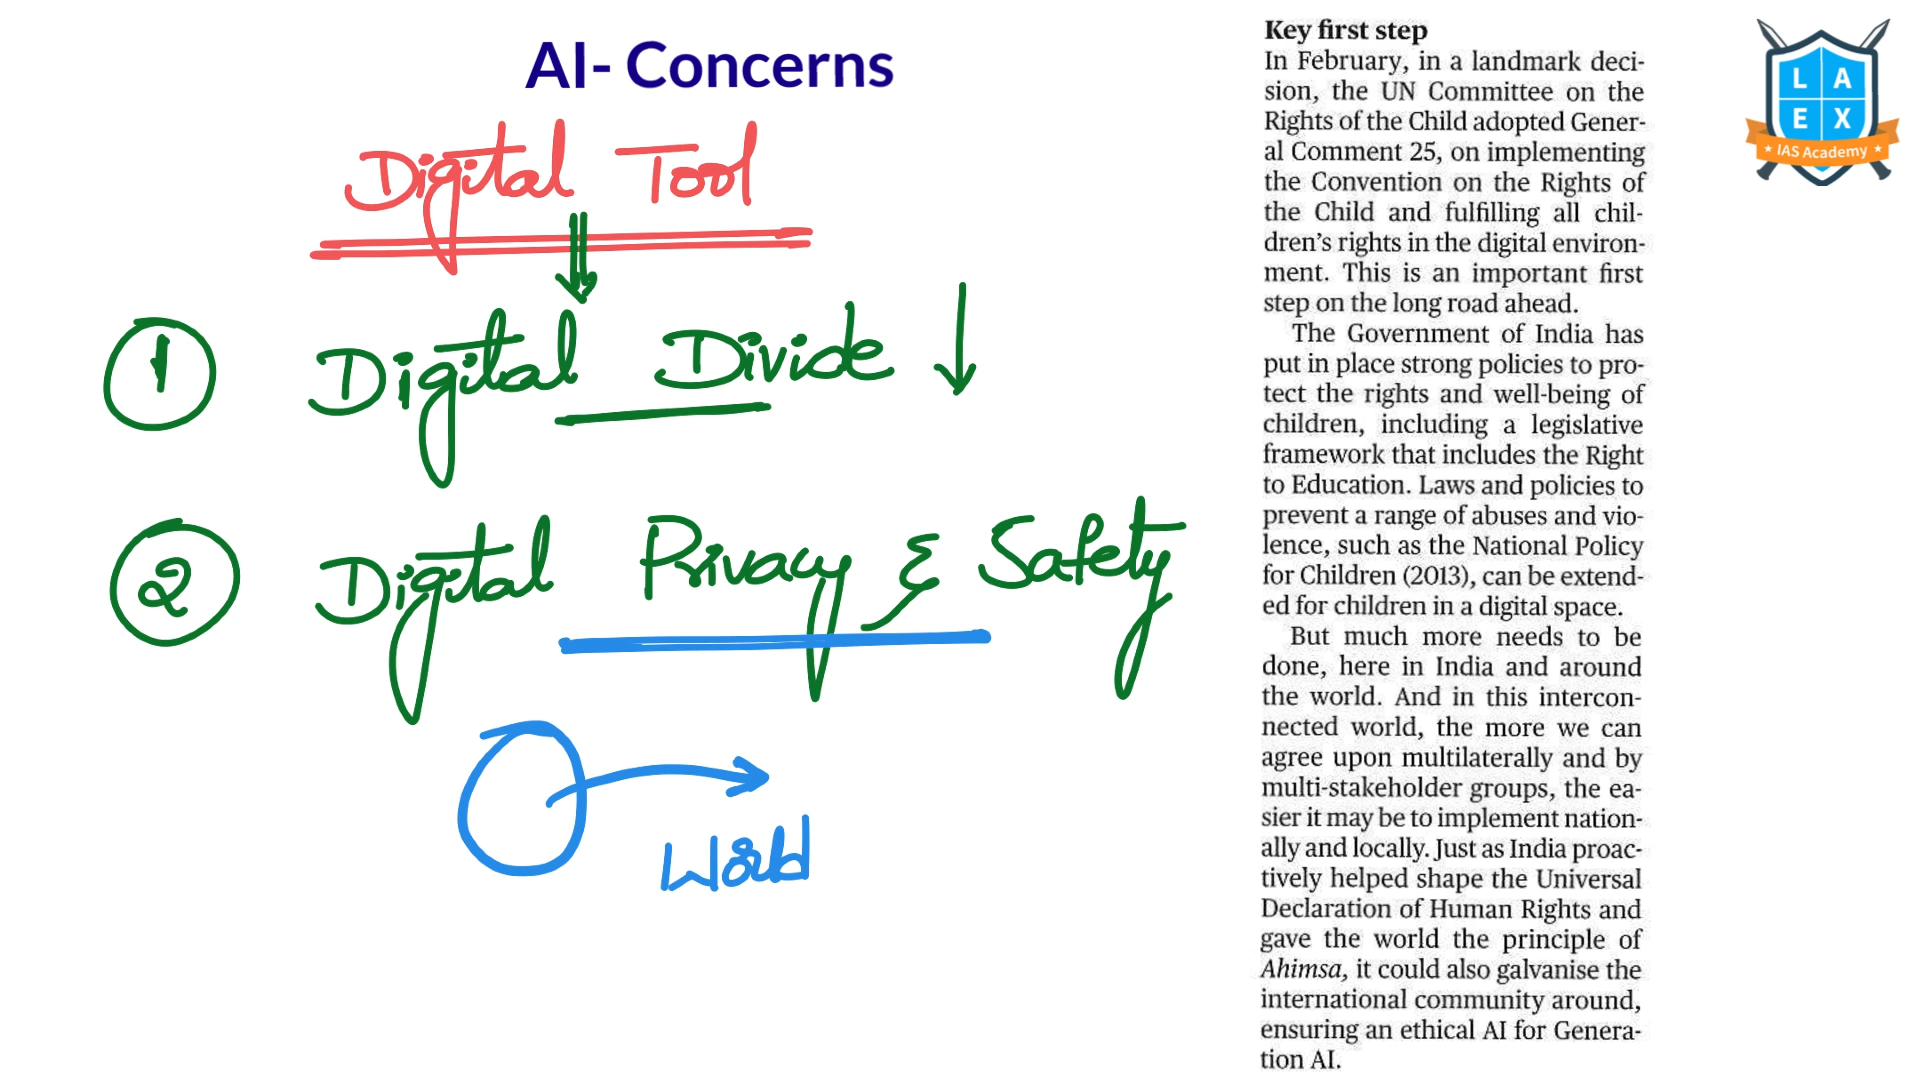 AI- Concerns
Digital Tool
1 Digital Divide
2 Digital Privacy & Safety
World
Key first step
In February, in a landmark deci-
sion, the UN Committee on the
Rights of the Child adopted Gener-
al Comment 25, on implementing
the Convention on the Rights of
the Child and fulfilling all chil-
dren's rights in the digital environ-
ment. This is an important first
step on the long road ahead.
The Government of India has
put in place strong policies to pro-
tect the rights and well-being of
children, including a legislative
framework that includes the Right
to Education. Laws and policies to
prevent a range of abuses and vio-
lence, such as the National Policy
for Children (2013), can be extend-
ed for children in a digital space.
But much more needs to be
done, here in India and around
the world. And in this intercon-
nected world, the more we can
agree upon multilaterally and by
multi-stakeholder groups, the ea-
sier it may be to implement nation-
ally and locally. Just as India proac-
tively helped shape the Universal
Declaration of Human Rights and
gave the world the principle of
Ahimsa, it could also galvanise the
international community around,
ensuring an ethical AI for Genera-
tion AI.
L A
E X
IAS Academy